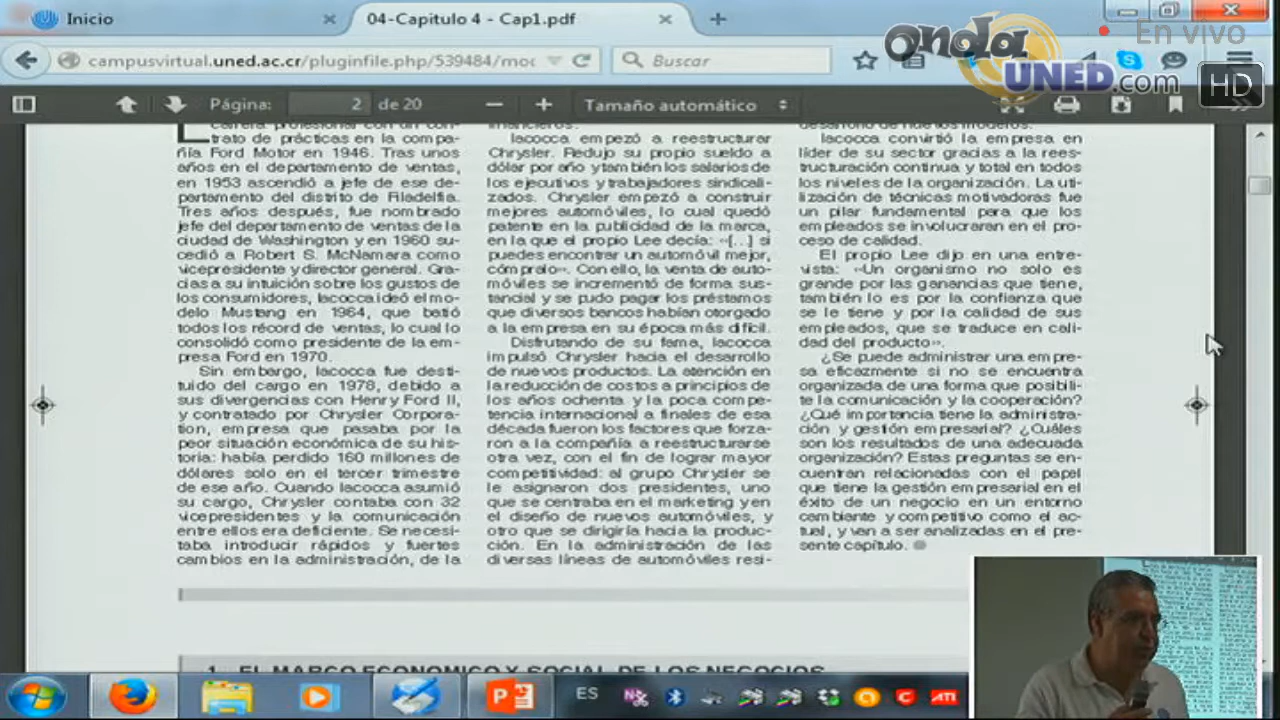 Inicio
04-Capitulo 4 - Cap1.pdf
En vivo
onda
UNED.com
HD
campusvirtual.uned.ac.cr/pluginfile.php/539484/mod
Buscar
Página:
2
de 20
Tamaño automático
trato de prácticas en la compa-
ñía Ford Motor en 1946. Tras unos
años en el departamento de ventas,
en 1953 ascendió a jefe de ese de-
partamento del distrito de Filadelfia.
Tres años después, fue nombrado
jefe del departamento de ventas de la
ciudad de Washington y en 1960 su-
cedió a Robert S. McNamara como
vicepresidente y director general. Gra-
cias a su intuición sobre los gustos de
los consumidores, Iacocca ideó el mo-
delo Mustang en 1964, que batió
todos los récord de ventas, lo cual lo
consolidó como presidente de la em-
presa Ford en 1970.
Sin embargo, Iacocca fue desti-
tuido del cargo en 1978, debido a
sus divergencias con Henry Ford II,
y contratado por Chrysler Corpora-
tion, empresa que pasaba por la
peor situación económica de su his-
toria: había perdido 160 millones de
dólares solo en el tercer trimestre
de ese año. Cuando Iacocca asumió
su cargo, Chrysler contaba con 32
vicepresidentes y la comunicación
entre ellos era deficiente. Se necesi-
taba introducir rápidos y fuertes
cambios en la administración, de la
Iacocca empezó a reestructurar
Chrysler. Redujo su propio sueldo a
dólar por año y también los salarios de
los ejecutivos y trabajadores sindicali-
zados. Chrysler empezó a construir
mejores automóviles, lo cual quedó
patente en la publicidad de la marca,
en la que el propio Lee decía: «[...] si
puedes encontrar un automóvil mejor,
cómpralo». Con ello, la venta de auto-
móviles se incrementó de forma sus-
tancial y se pudo pagar los préstamos
que diversos bancos habían otorgado
a la empresa en su época más difícil.
Disfrutando de su fama, Iacocca
impulsó Chrysler hacia el desarrollo
de nuevos productos. La atención en
la reducción de costos a principios de
los años ochenta y la poca compe-
tencia internacional a finales de esa
década fueron los factores que forza-
ron a la compañía a reestructurarse
otra vez, con el fin de lograr mayor
competitividad: al grupo Chrysler se
le asignaron dos presidentes, uno
que se centraba en el marketing y en
el diseño de nuevos automóviles, y
otro que se dirigiría hacia la produc-
ción. En la administración de las
diversas líneas de automóviles resi-
desarrollo de nuevos modelos.
Iacocca convirtió la empresa en
líder de su sector gracias a la rees-
tructuración continua y total en todos
los niveles de la organización. La uti-
lización de técnicas motivadoras fue
un pilar fundamental para que los
empleados se involucraran en el pro-
ceso de calidad.
El propio Lee dijo en una entre-
vista: «Un organismo no solo es
grande por las ganancias que tiene,
también lo es por la confianza que
se le tiene y por la calidad de sus
empleados, que se traduce en cali-
dad del producto».
¿Se puede administrar una empre-
sa eficazmente si no se encuentra
organizada de una forma que posibili-
te la comunicación y la cooperación?
¿Qué importancia tiene la administra-
ción y gestión empresarial? ¿Cuáles
son los resultados de una adecuada
organización? Estas preguntas se en-
cuentran relacionadas con el papel
que tiene la gestión empresarial en el
éxito de un negocio en un entorno
cambiante y competitivo como el ac-
tual, y van a ser analizadas en el pre-
sente capítulo.
1. EL MARCO ECONOMICO Y SOCIAL DE LOS NEGOCIOS
ES
ATI